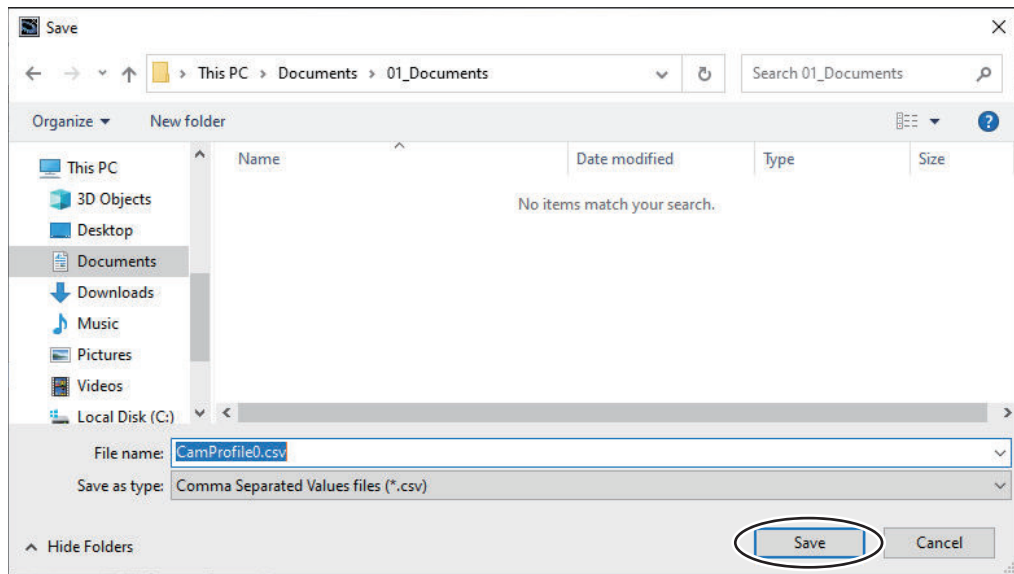 Save
This PC > Documents > 01_Documents
Search 01_Documents
Organize
New folder
Name
Date modified
Type
Size
No items match your search.
This PC
3D Objects
Desktop
Documents
Downloads
Music
Pictures
Videos
Local Disk (C:)
File name: CamProfile0.csv
Save as type: Comma Separated Values files (*.csv)
Hide Folders
Save
Cancel